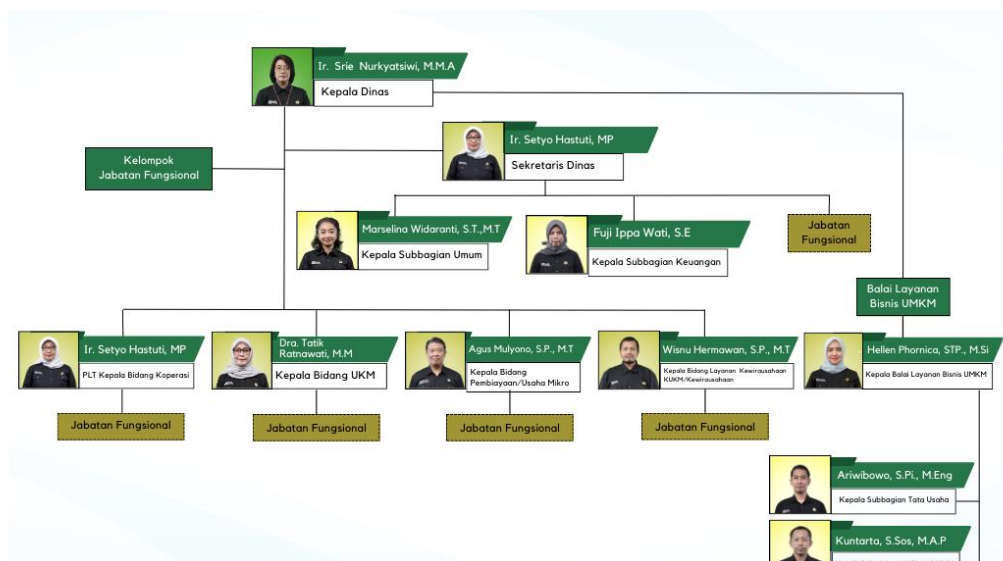 Ir. Srie Nurkyatsiwi, M.M.A
Kepala Dinas
Ir. Setyo Hastuti, MP
Sekretaris Dinas
Kelompok
Jabatan Fungsional
Marselina Widaranti, S.T.,M.T
Kepala Subbagian Umum
Fuji Ippa Wati, S.E
Kepala Subbagian Keuangan
Jabatan
Fungsional
Balai Layanan
Bisnis UMKM
Ir. Setyo Hastuti, MP
PLT Kepala Bidang Koperasi
Jabatan Fungsional
Dra. Tatik
Ratnawati, M.M
Kepala Bidang UKM
Jabatan Fungsional
Agus Mulyono, S.P., M.T
Kepala Bidang
Pembiayaan/Usaha Mikro
Jabatan Fungsional
Wisnu Hermawan, S.P., M.T
Kepala Bidang Layanan Kewirausahaan
KUKM/Kewirausahaan
Jabatan Fungsional
Hellen Phornica, STP., M.Si
Kepala Balai Layanan Bisnis UMKM
Ariwibowo, S.Pi., M.Eng
Kepala Subbagian Tata Usaha
Kuntarta, S.Sos, M.A.P